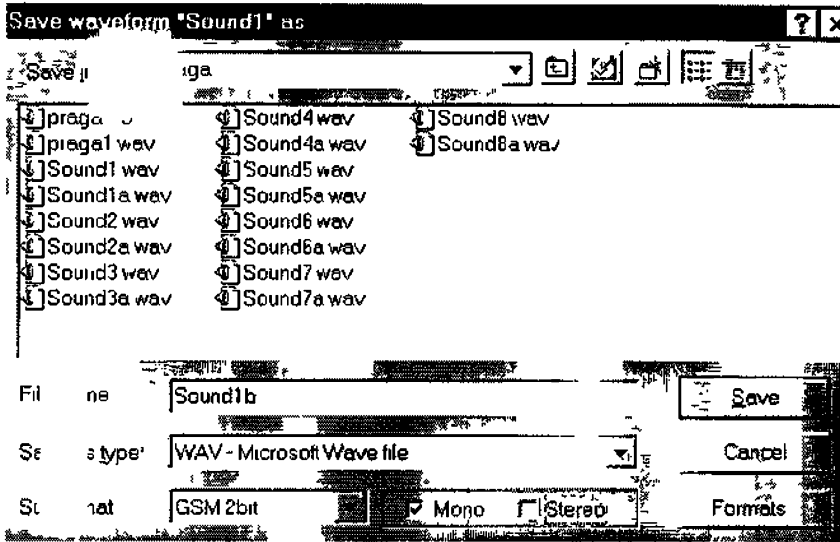 Save waveform "Sound1" as
Save
praga
praga1 wav
Sound1 wav
Sound1a wav
Sound2 wav
Sound2a wav
Sound3 wav
Sound3a wav
Sound4 wav
Sound4a wav
Sound5 wav
Sound5a wav
Sound6 wav
Sound6a wav
Sound7 wav
Sound7a wav
Sound8 wav
Sound8a wav
Sound1b
Save
type
WAV - Microsoft Wave file
Cancel
GSM 2bit
Mono
Stereo
Formats